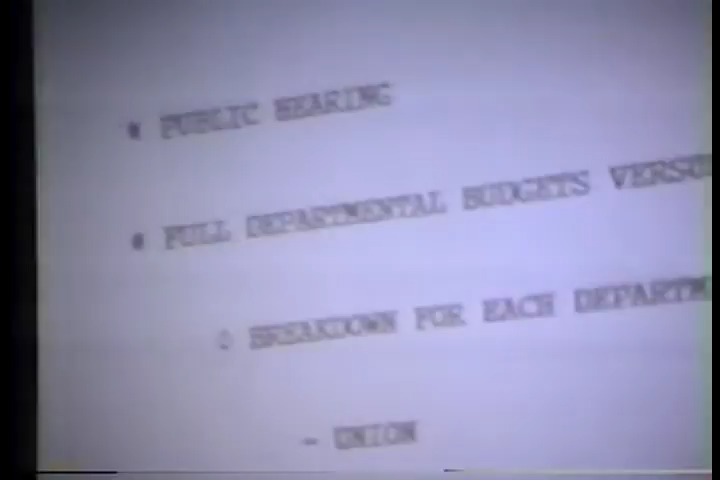 * PUBLIC HEARING
* FULL DEPARTMENTAL BUDGETS
○ BREAKDOWN FOR EACH
- UNION